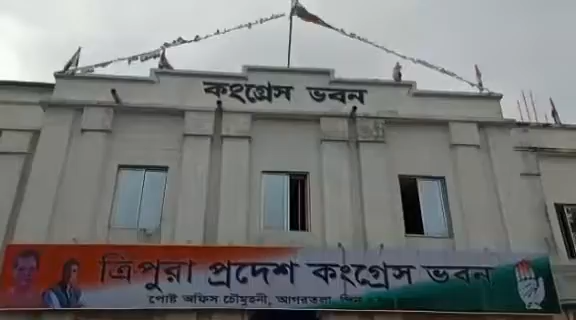 কংগ্রেস ভবন
ত্রিপুরা প্রদেশ কংগ্রেস ভবন
পোষ্ট অফিস চৌমুহনী, আগরতলা,